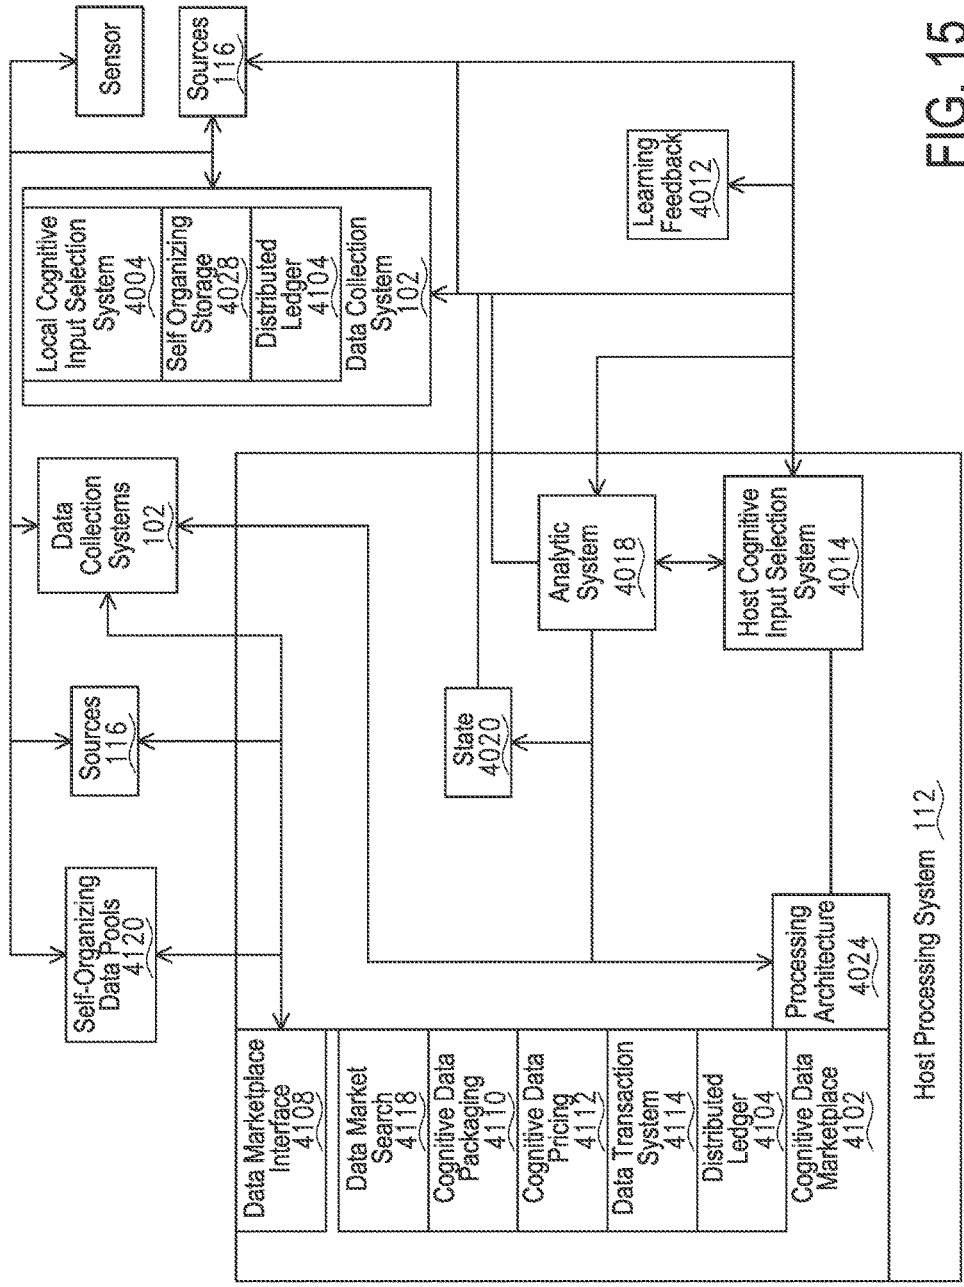 Self-Organizing
Data Pools
4120
Sources
116
Data
Collection
Systems
102
Local Cognitive
Input Selection
System
4004
Self Organizing
Storage
4028
Distributed
Ledger
4104
Data Collection
System
102
Sensor
Sources
116
Data Marketplace
Interface
4108
Data Market
Search
4118
Cognitive Data
Packaging
4110
Cognitive Data
Pricing
4112
Data Transaction
System
4114
Distributed
Ledger
4104
Cognitive Data
Marketplace
4102
Processing
Architecture
4024
State
4020
Analytic
System
4018
Host Cognitive
Input Selection
System
4014
Learning
Feedback
4012
Host Processing System 112
FIG. 15